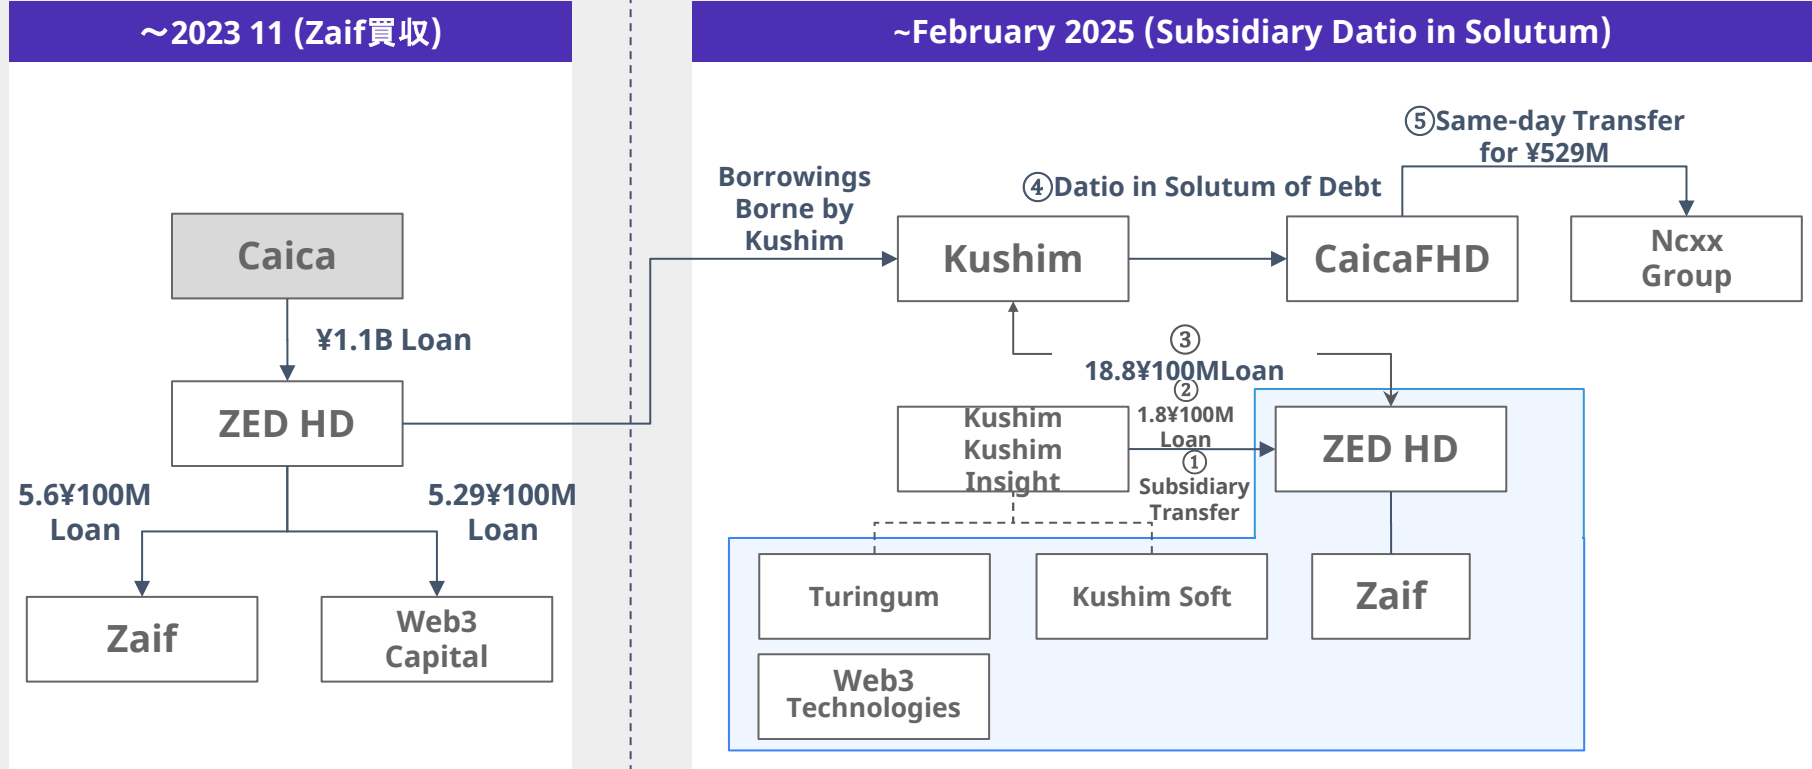 ～2023 11 (Zaif買収)
Caica
¥1.1B Loan
ZED HD
5.6¥100M
Loan
5.29¥100M
Loan
Zaif
Web3
Capital
~February 2025 (Subsidiary Datio in Solutum)
⑤Same-day Transfer
for ¥529M
Borrowings
Borne by
Kushim
④Datio in Solutum of Debt
Kushim
CaicaFHD
Ncxx
Group
③
18.8¥100MLoan
②
1.8¥100M
Loan
①
Subsidiary
Transfer
Kushim
Kushim
Insight
ZED HD
Turingum
Kushim Soft
Zaif
Web3
Technologies